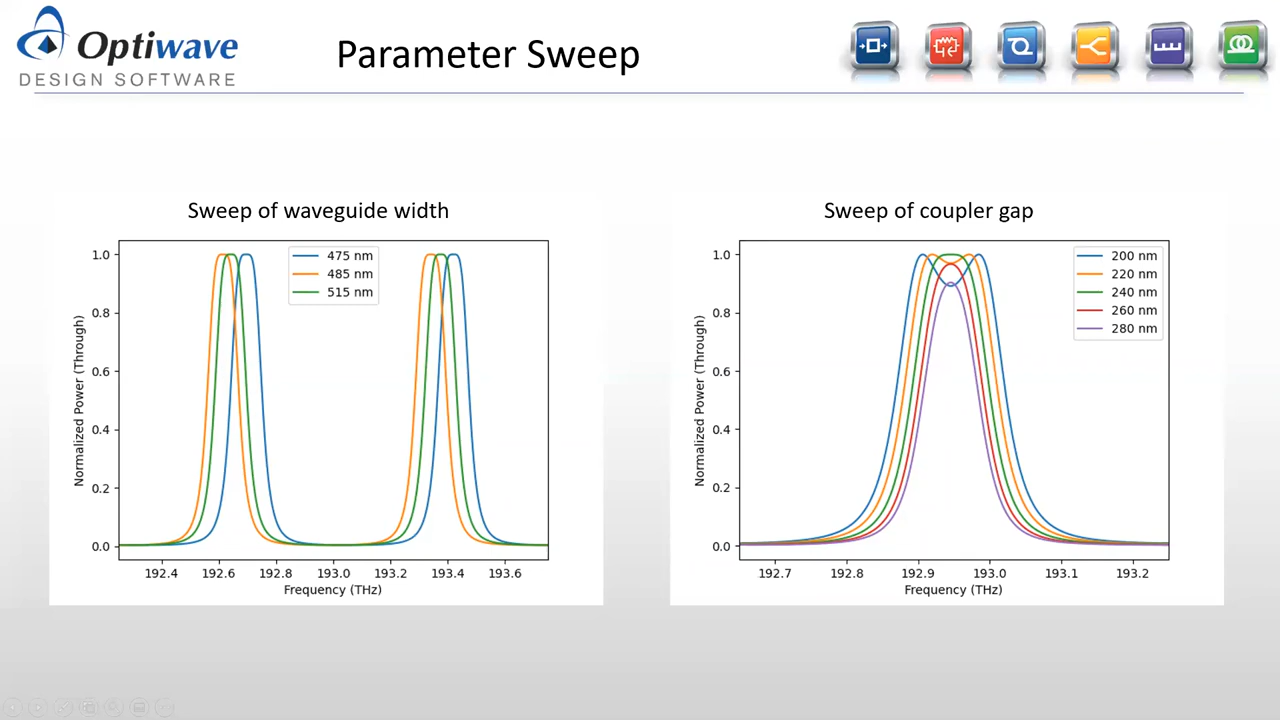 Optiwave
DESIGN SOFTWARE
Parameter Sweep
Sweep of waveguide width
1.0
0.8
0.6
0.4
0.2
0.0
Normalized Power (Through)
475 nm
485 nm
515 nm
192.4 192.6 192.8 193.0 193.2 193.4 193.6
Frequency (THz)
Sweep of coupler gap
1.0
0.8
0.6
0.4
0.2
0.0
Normalized Power (Through)
200 nm
220 nm
240 nm
260 nm
280 nm
192.7 192.8 192.9 193.0 193.1 193.2
Frequency (THz)